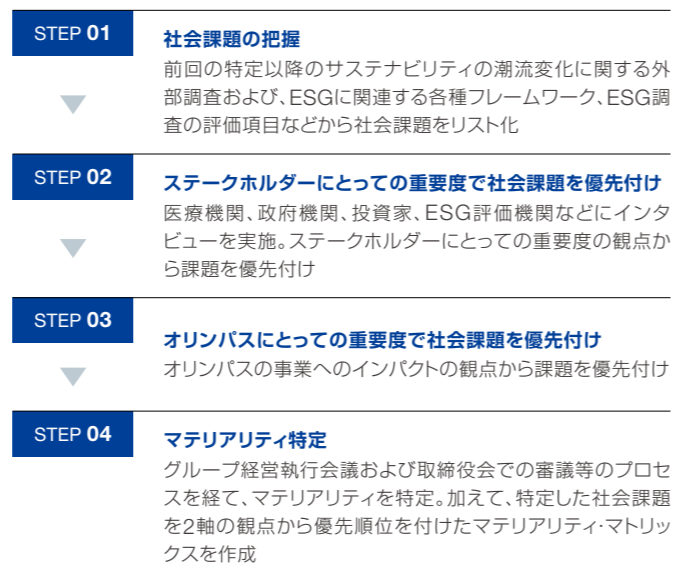 STEP 01
社会課題の把握
前回の特定以降のサステナビリティの潮流変化に関する外
部調査および、ESGに関連する各種フレームワーク、ESG調
査の評価項目などから社会課題をリスト化
STEP 02
ステークホルダーにとっての重要度で社会課題を優先付け
医療機関、政府機関、投資家、ESG評価機関などにインタ
ビューを実施。ステークホルダーにとっての重要度の観点か
ら課題を優先付け
STEP 03
オリンパスにとっての重要度で社会課題を優先付け
オリンパスの事業へのインパクトの観点から課題を優先付け
STEP 04
マテリアリティ特定
グループ経営執行会議および取締役会での審議等のプロセ
スを経て、マテリアリティを特定。加えて、特定した社会課題
を2軸の観点から優先順位を付けたマテリアリティ・マトリッ
クスを作成